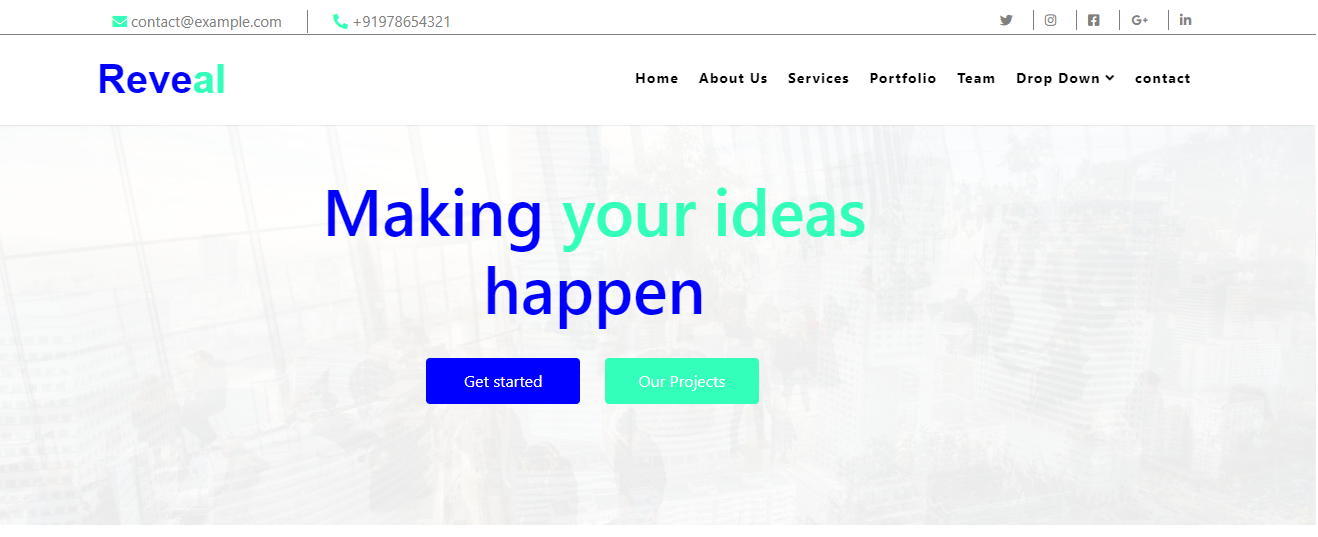 contact@example.com +91978654321
Reveal
Home About Us Services Portfolio Team Drop Down contact
Making your ideas
happen
Get started Our Projects